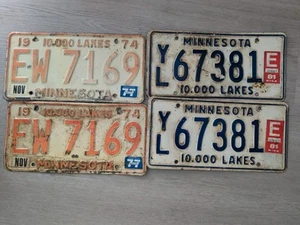 19 10,000 LAKES 74
EW 7169
NOV MINNESOTA 77
19 10,000 LAKES 74
EW 7169
NOV MINNESOTA 77
MINNESOTA
YL 67381 E 81
10,000 LAKES
MINNESOTA
YL 67381 E 81
10,000 LAKES